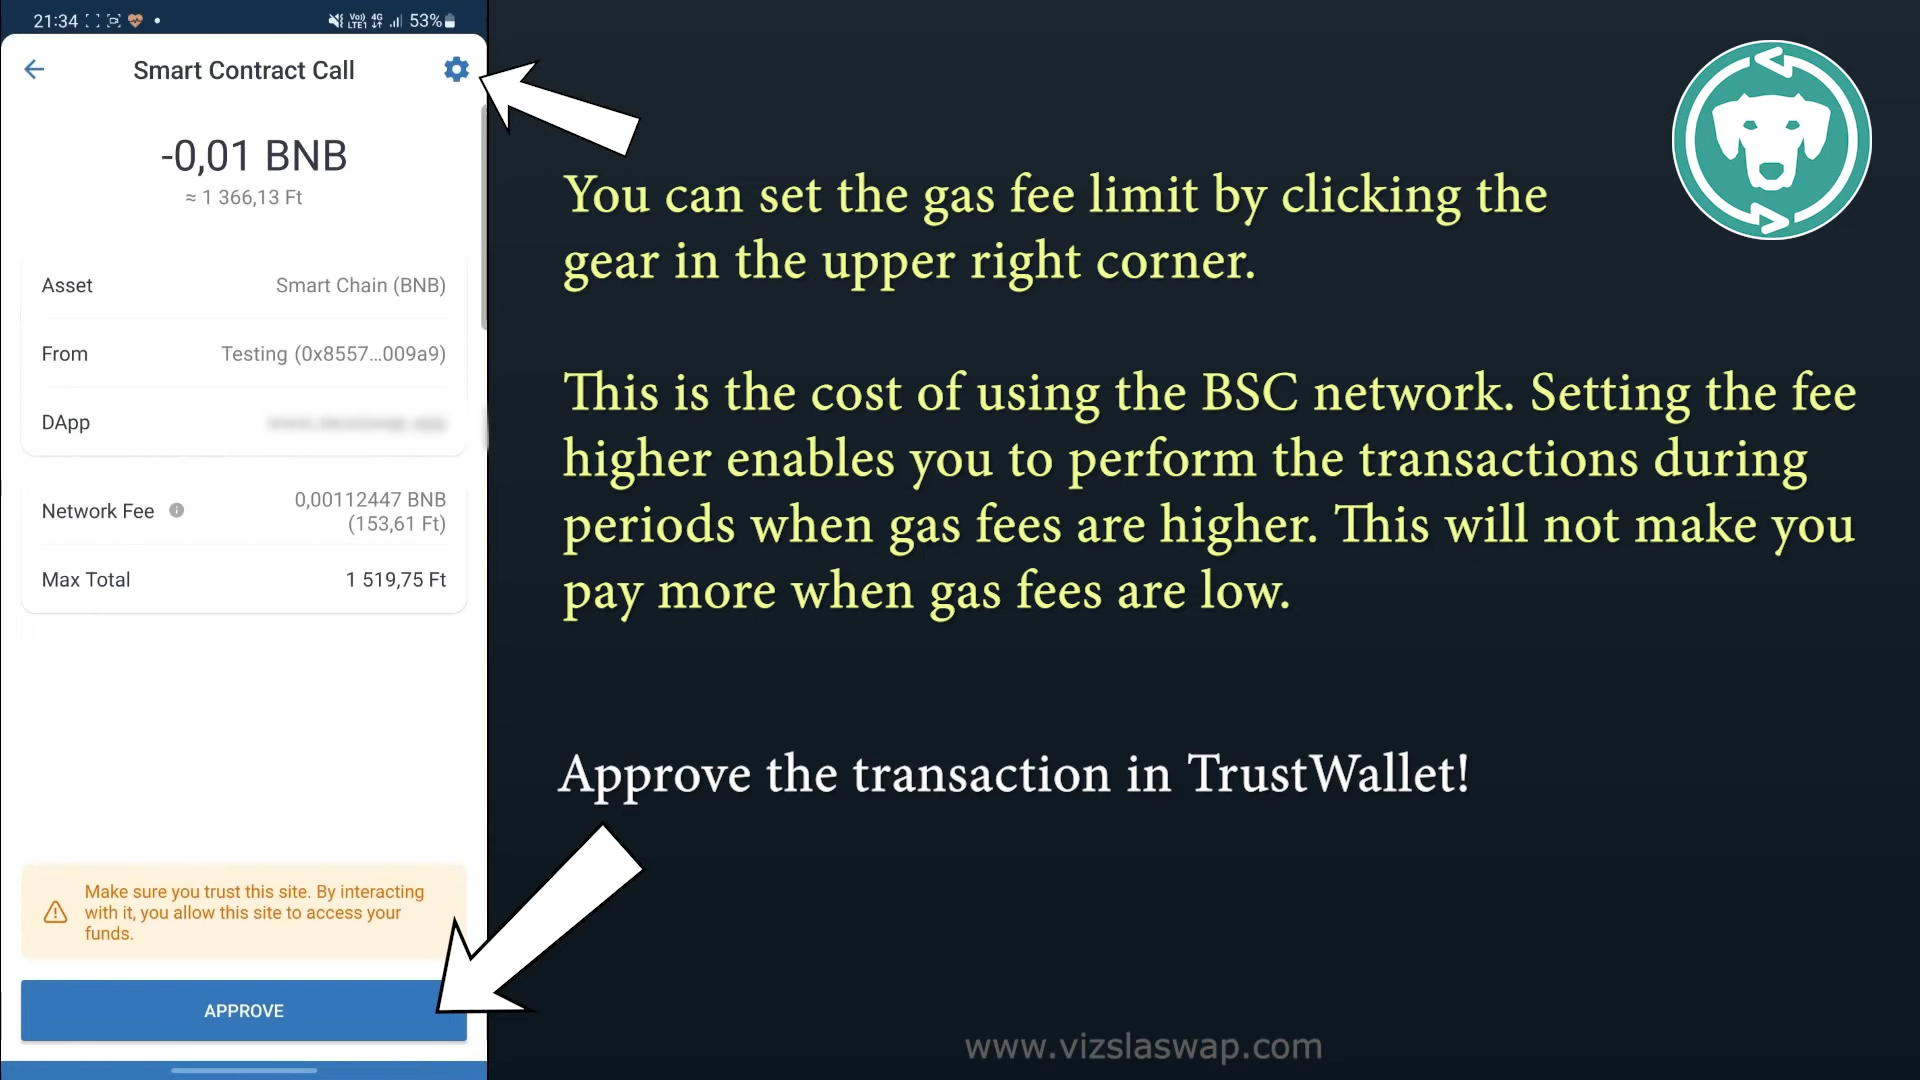 21:34
Vo)) 4G
LTE1
53%
Smart Contract Call
-0,01 BNB
≈ 1 366,13 Ft
Asset
Smart Chain (BNB)
From
Testing (0x8557...009a9)
DApp
Network Fee
0,00112447 BNB
(153,61 Ft)
Max Total
1 519,75 Ft
Make sure you trust this site. By interacting
with it, you allow this site to access your
funds.
APPROVE
You can set the gas fee limit by clicking the
gear in the upper right corner.
This is the cost of using the BSC network. Setting the fee
higher enables you to perform the transactions during
periods when gas fees are higher. This will not make you
pay more when gas fees are low.
Approve the transaction in TrustWallet!
www.vizslaswap.com